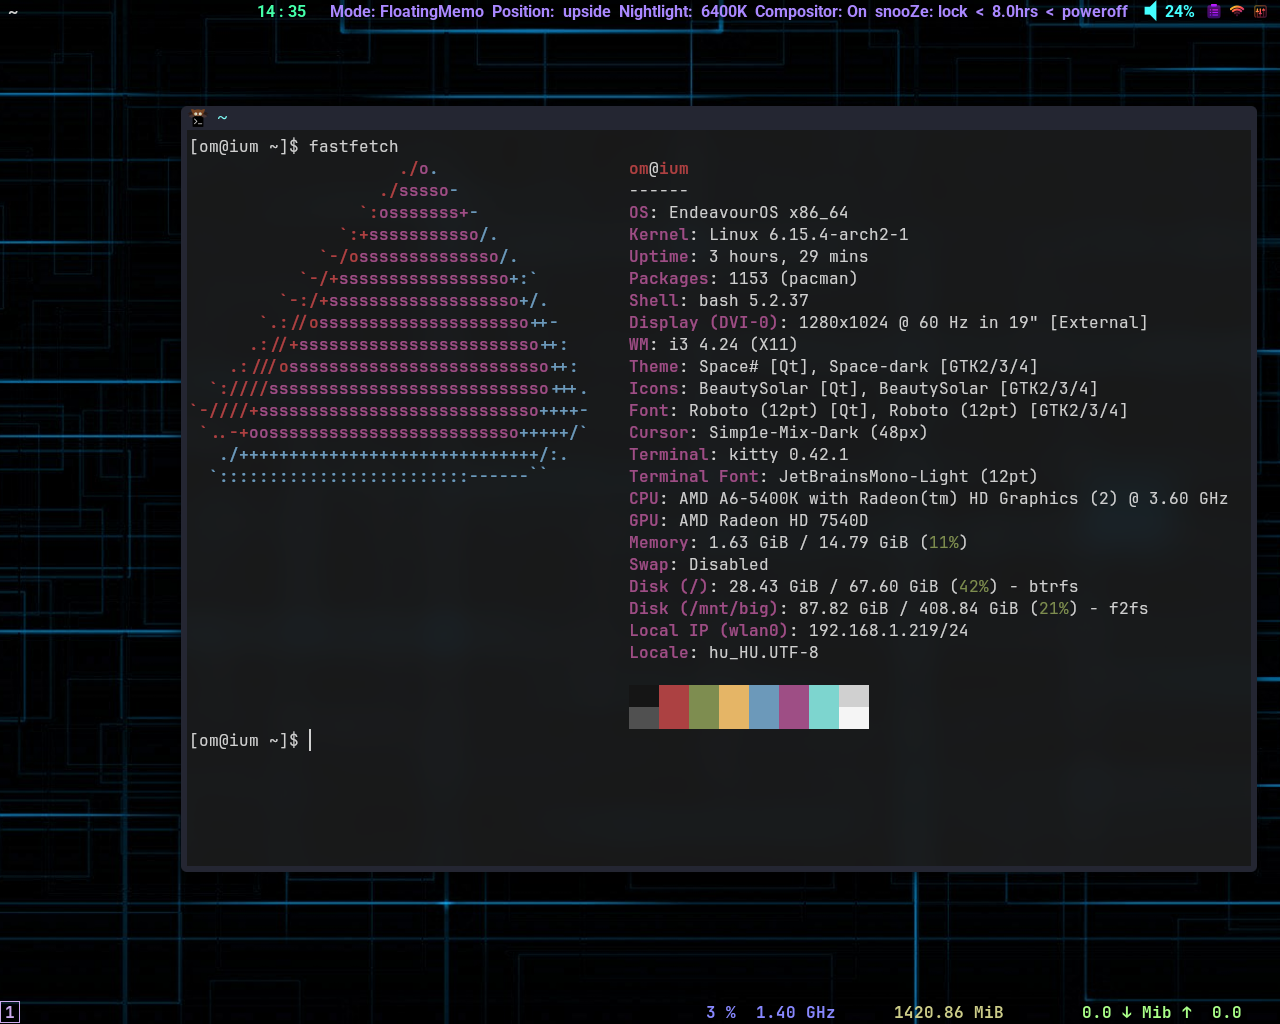 ~ 14:35 Mode: FloatingMemo Position: upside Nightlight: 6400K Compositor: On snooZe: lock < 8.0hrs < poweroff 24%
~
[om@ium ~]$ fastfetch
./o. om@ium
./sssso- ------
`:osssssss+- OS: EndeavourOS x86_64
`:+sssssssssso/. Kernel: Linux 6.15.4-arch2-1
`-/ossssssssssssso/. Uptime: 3 hours, 29 mins
`-/+sssssssssssssssso+:` Packages: 1153 (pacman)
`-:/+sssssssssssssssssso+/. Shell: bash 5.2.37
`.://osssssssssssssssssssso++- Display (DVI-0): 1280x1024 @ 60 Hz in 19" [External]
.://+ssssssssssssssssssssssso++: WM: i3 4.24 (X11)
.:///ossssssssssssssssssssssssso++: Theme: Space# [Qt], Space-dark [GTK2/3/4]
`:////ssssssssssssssssssssssssssso+++. Icons: BeautySolar [Qt], BeautySolar [GTK2/3/4]
`-////+ssssssssssssssssssssssssssso++++- Font: Roboto (12pt) [Qt], Roboto (12pt) [GTK2/3/4]
`..-+oosssssssssssssssssssssssso+++++/` Cursor: Simp1e-Mix-Dark (48px)
./++++++++++++++++++++++++++++++/:. Terminal: kitty 0.42.1
`:::::::::::::::::::::::::------`` Terminal Font: JetBrainsMono-Light (12pt)
CPU: AMD A6-5400K with Radeon(tm) HD Graphics (2) @ 3.60 GHz
GPU: AMD Radeon HD 7540D
Memory: 1.63 GiB / 14.79 GiB (11%)
Swap: Disabled
Disk (/): 28.43 GiB / 67.60 GiB (42%) - btrfs
Disk (/mnt/big): 87.82 GiB / 408.84 GiB (21%) - f2fs
Local IP (wlan0): 192.168.1.219/24
Locale: hu_HU.UTF-8
[om@ium ~]$
1 3 % 1.40 GHz 1420.86 MiB 0.0 ↓ Mib ↑ 0.0